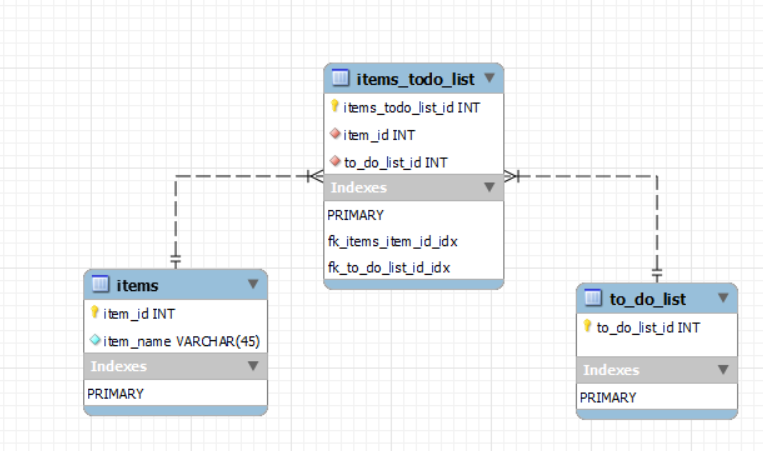 items_todo_list
items_todo_list_id INT
item_id INT
to_do_list_id INT
Indexes
PRIMARY
fk_items_item_id_idx
fk_to_do_list_id_idx
items
item_id INT
item_name VARCHAR(45)
Indexes
PRIMARY
to_do_list
to_do_list_id INT
Indexes
PRIMARY